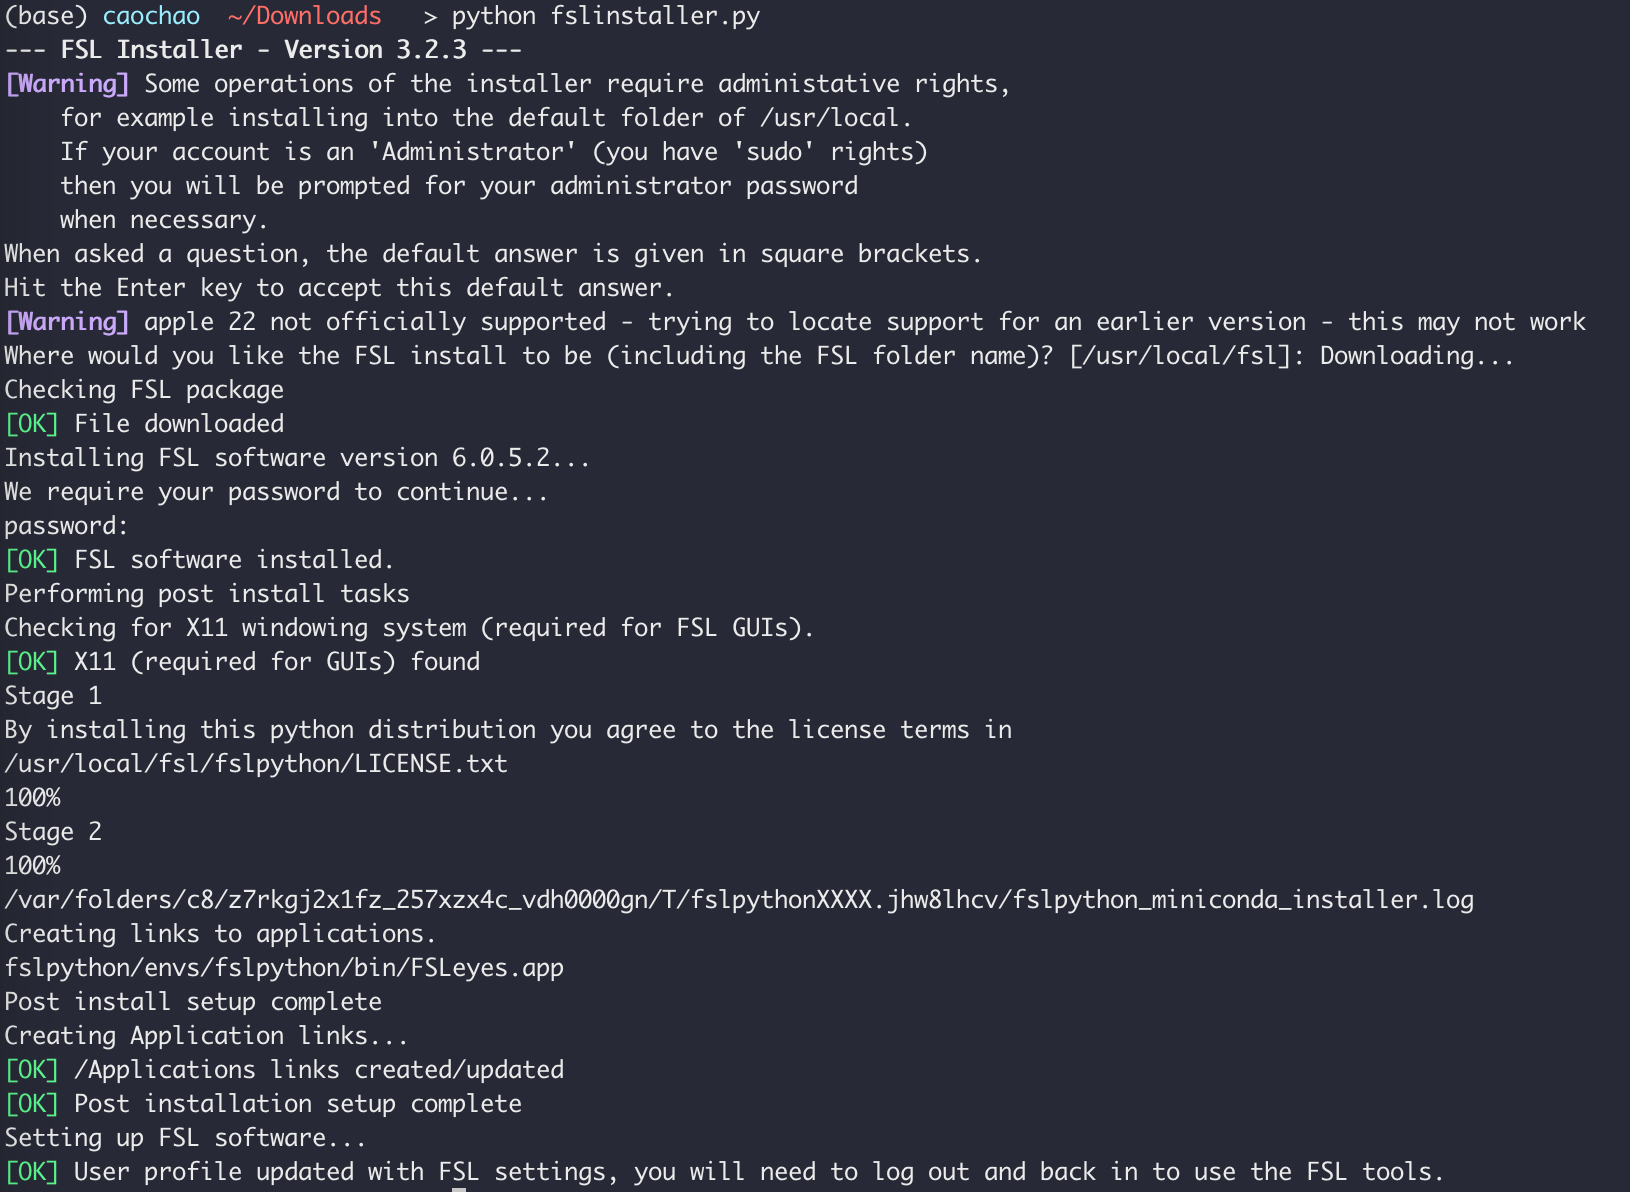 (base) caochao ~/Downloads > python fslinstaller.py
--- FSL Installer - Version 3.2.3 ---
[Warning] Some operations of the installer require administative rights,
    for example installing into the default folder of /usr/local.
    If your account is an 'Administrator' (you have 'sudo' rights)
    then you will be prompted for your administrator password
    when necessary.
When asked a question, the default answer is given in square brackets.
Hit the Enter key to accept this default answer.
[Warning] apple 22 not officially supported - trying to locate support for an earlier version - this may not work
Where would you like the FSL install to be (including the FSL folder name)? [/usr/local/fsl]: Downloading...
Checking FSL package
[OK] File downloaded
Installing FSL software version 6.0.5.2...
We require your password to continue...
password:
[OK] FSL software installed.
Performing post install tasks
Checking for X11 windowing system (required for FSL GUIs).
[OK] X11 (required for GUIs) found
Stage 1
By installing this python distribution you agree to the license terms in
/usr/local/fsl/fslpython/LICENSE.txt
100%
Stage 2
100%
/var/folders/c8/z7rkgj2x1fz_257xzx4c_vdh0000gn/T/fslpythonXXXX.jhw8lhcv/fslpython_miniconda_installer.log
Creating links to applications.
fslpython/envs/fslpython/bin/FSLeyes.app
Post install setup complete
Creating Application links...
[OK] /Applications links created/updated
[OK] Post installation setup complete
Setting up FSL software...
[OK] User profile updated with FSL settings, you will need to log out and back in to use the FSL tools.